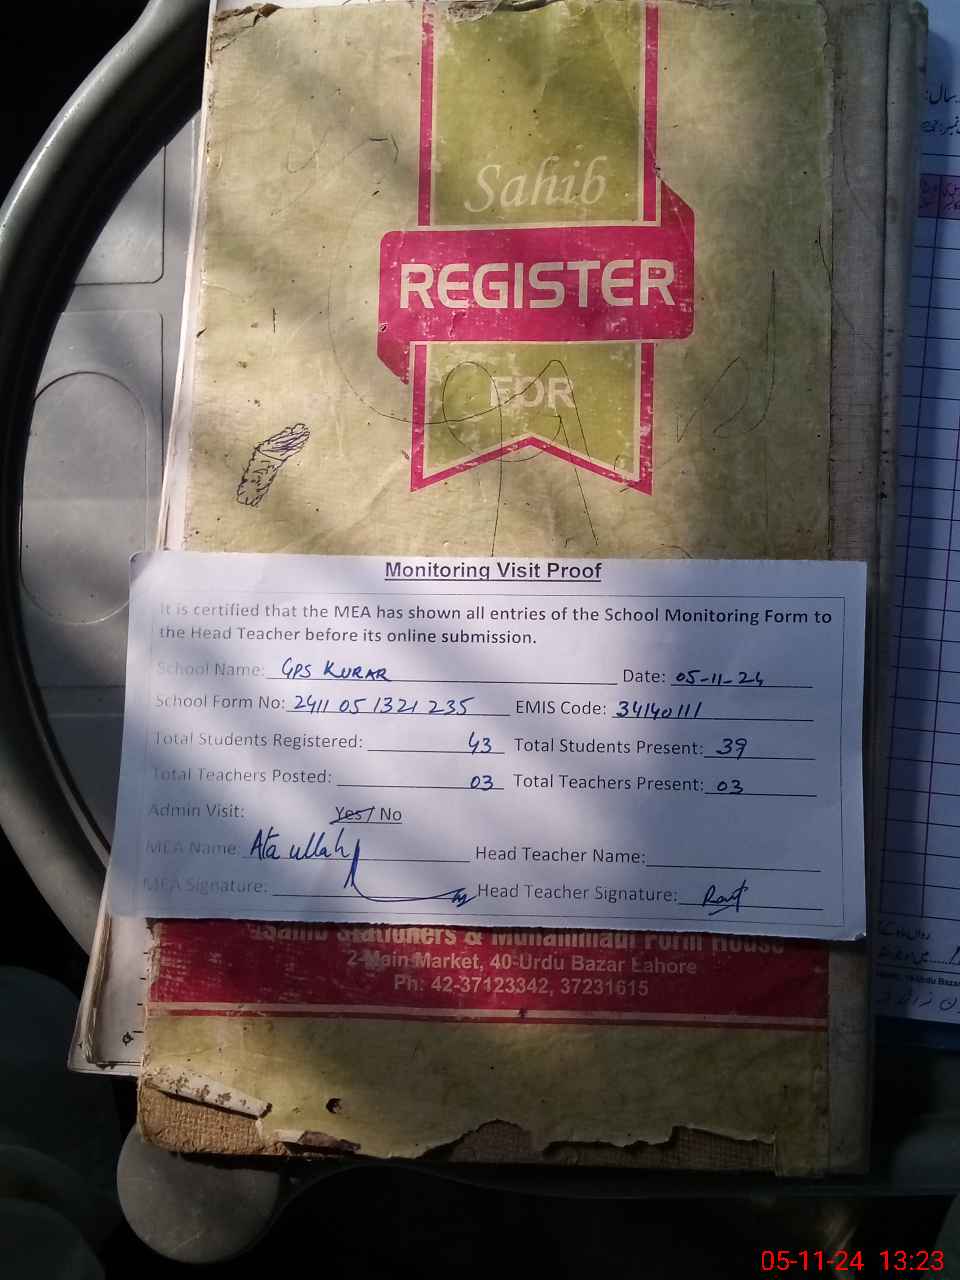 Sahib
REGISTER
FOR
Monitoring Visit Proof
It is certified that the MEA has shown all entries of the School Monitoring Form to
the Head Teacher before its online submission.
School Name: GPS KURAR Date: 05-11-24
School Form No: 2411 05 1321 235 EMIS Code: 34140111
Total Students Registered: 43 Total Students Present: 39
Total Teachers Posted: 03 Total Teachers Present: 03
Admin Visit: Yes/ No
MEA Name: Ata ullah Head Teacher Name:
MEA Signature: Head Teacher Signature:
Sahib Stationers & Muhammadi Form House
2-Main Market, 40-Urdu Bazar Lahore
Ph: 42-37123342, 37231615
05-11-24 13:23